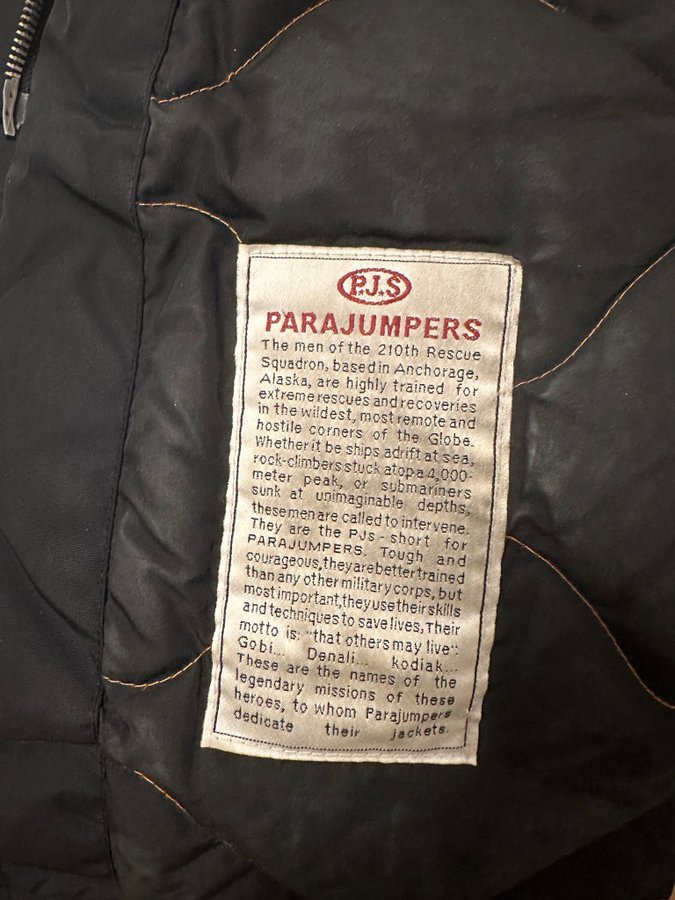 P.J.S
PARAJUMPERS
The men of the 210th Rescue
Squadron, based in Anchorage,
Alaska, are highly trained for
extreme rescues and recoveries
in the wildest, most remote and
hostile corners of the Globe.
Whether it be ships adrift at sea,
rock-climbers stuck atop a 4,000-
meter peak, or submariners
sunk at unimaginable depths,
these men are called to intervene.
They are the PJs - short for
PARAJUMPERS. Tough and
courageous, they are better trained
than any other military corps, but
most important, they use their skills
and techniques to save lives, Their
motto is: "that others may live":
Gobi... Denali... kodiak...
These are the names of the
legendary missions of these
heroes, to whom Parajumpers
dedicate their jackets.